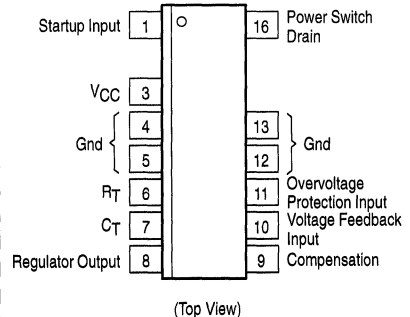 Startup Input 1
16 Power Switch
Drain
VCC 3
4
Gnd
5
13
Gnd
12
RT 6
11 Overvoltage
Protection Input
CT 7
10 Voltage Feedback
Input
Regulator Output 8
9 Compensation
(Top View)